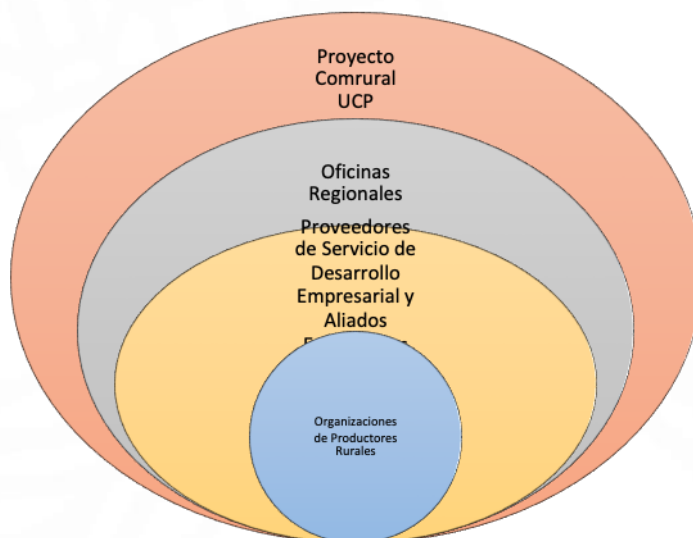 Proyecto
Comrural
UCP
Oficinas
Regionales
Proveedores
de Servicio de
Desarrollo
Empresarial y
Aliados
Organizaciones
de Productores
Rurales